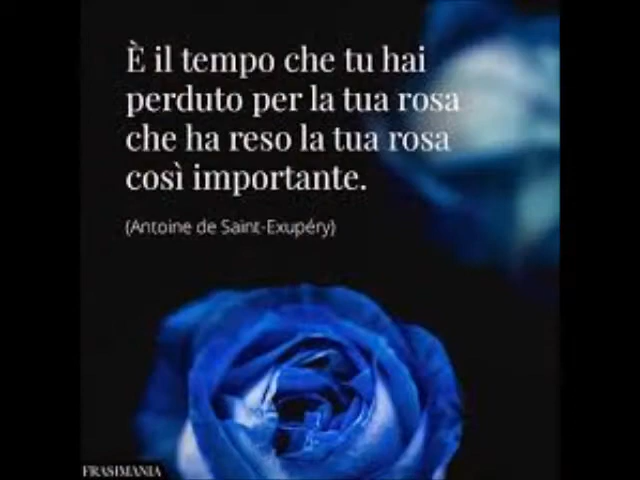 È il tempo che tu hai
perduto per la tua rosa
che ha reso la tua rosa
così importante.
(Antoine de Saint-Exupéry)
FRASIMANIA